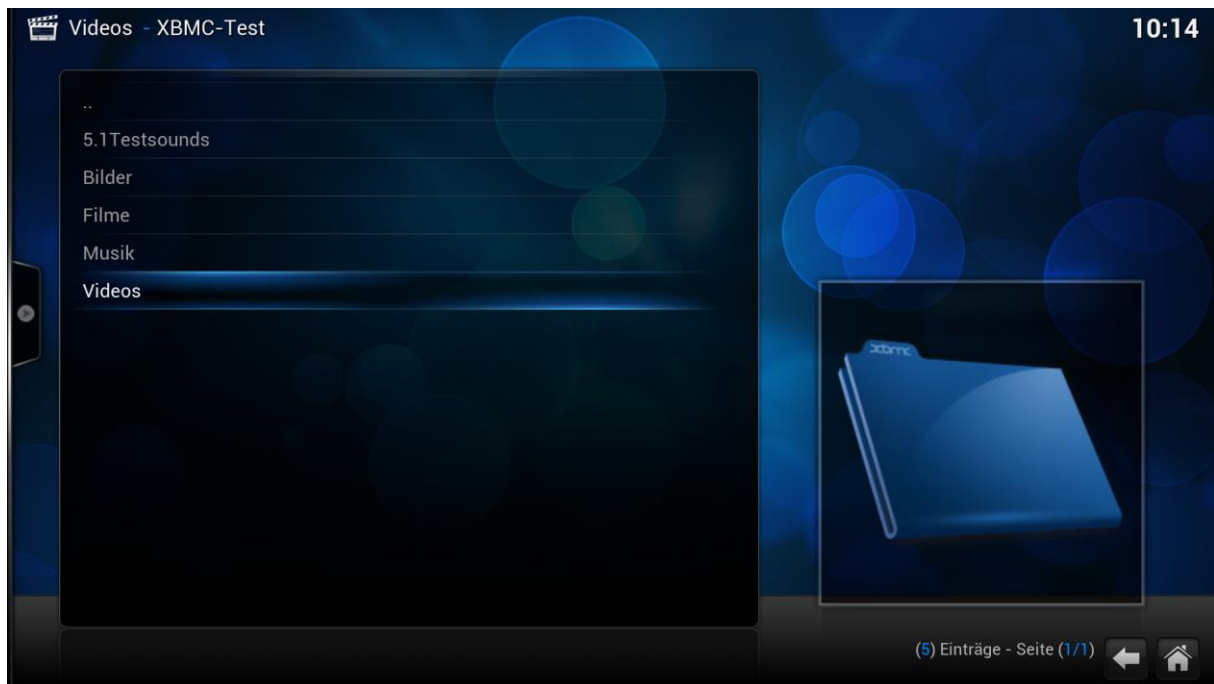 Videos - XBMC-Test
10:14
..
5.1Testsounds
Bilder
Filme
Musik
Videos
xbmc
(5) Einträge - Seite (1/1)